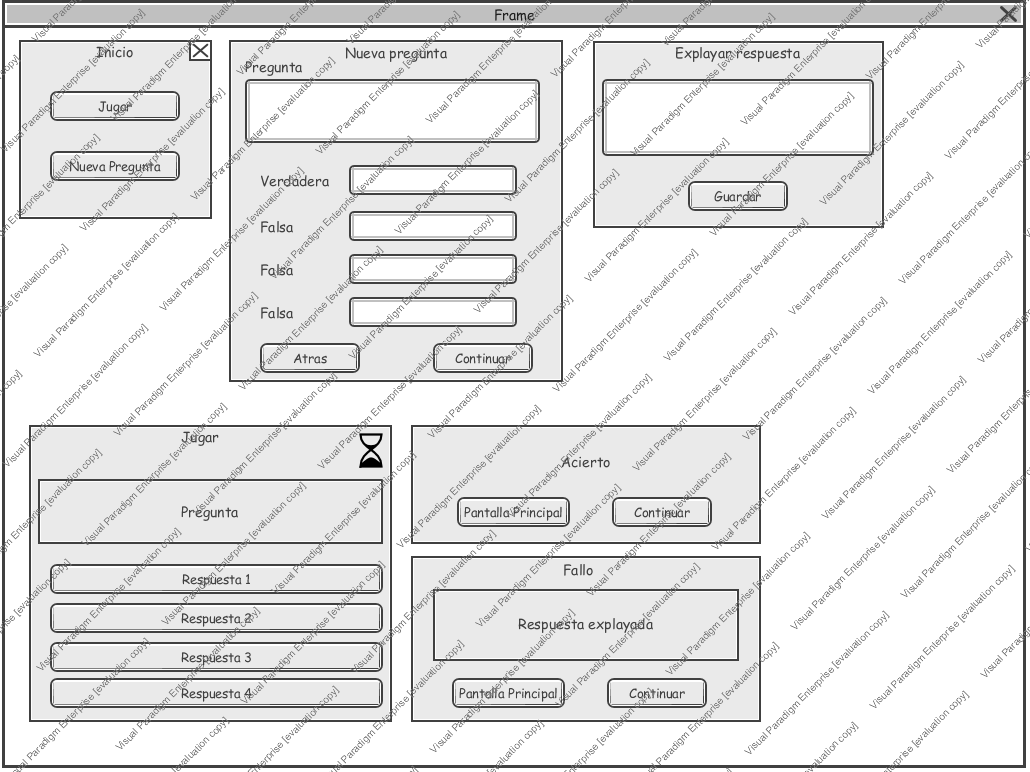 Frame
Inicio
Jugar
Nueva Pregunta
Nueva pregunta
Pregunta
Verdadera
Falsa
Falsa
Falsa
Atras
Continuar
Explayar respuesta
Guardar
Jugar
Pregunta
Respuesta 1
Respuesta 2
Respuesta 3
Respuesta 4
Acierto
Pantalla Principal
Continuar
Fallo
Respuesta explayada
Pantalla Principal
Continuar
Visual Paradigm Enterprise [evaluation copy]